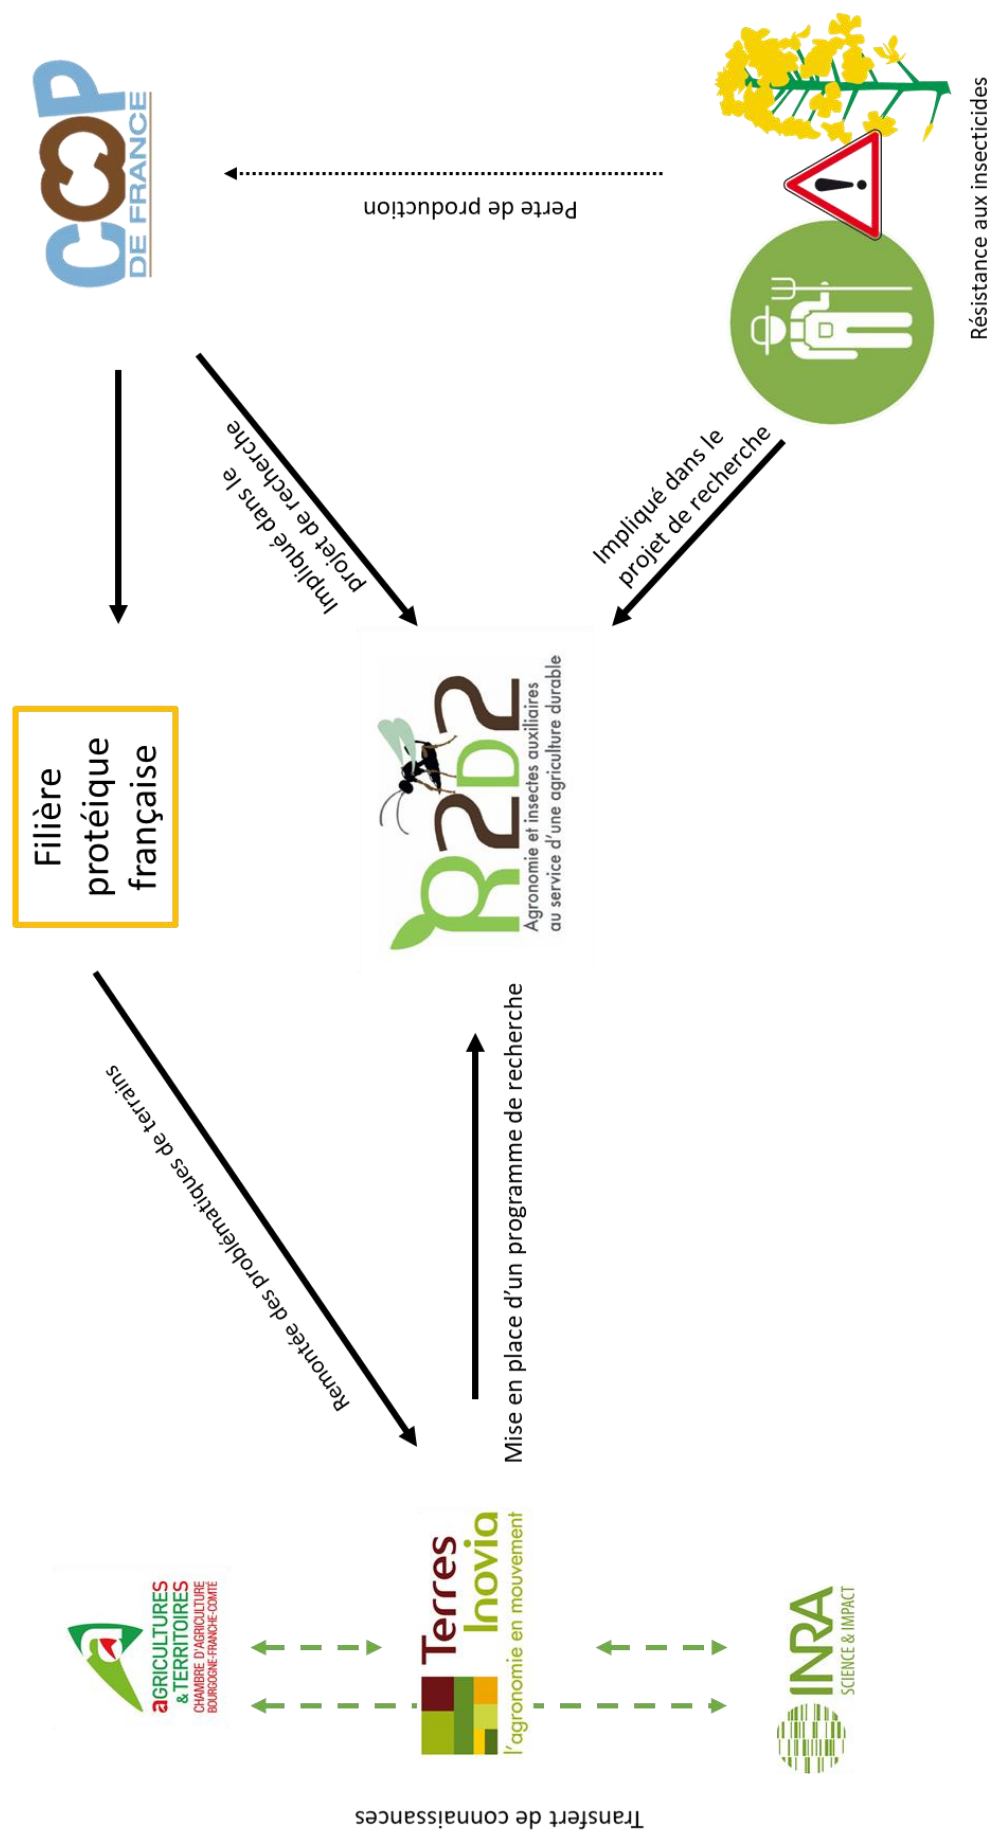 Transfert de connaissances
aGRICULTURES
& TERRITOIRES
CHAMBRE D'AGRICULTURE
BOURGOGNE-FRANCHE-COMTÉ
Terres
Inovia
l'agronomie en mouvement
INRA
SCIENCE & IMPACT
Remontée des problématiques de terrains
Mise en place d'un programme de recherche
Filière
protéique
française
R2D2
Agronomie et insectes auxiliaires
au service d'une agriculture durable
Impliqué dans le
projet de recherche
Impliqué dans le
projet de recherche
COOP
DE FRANCE
Perte de production
Résistance aux insecticides